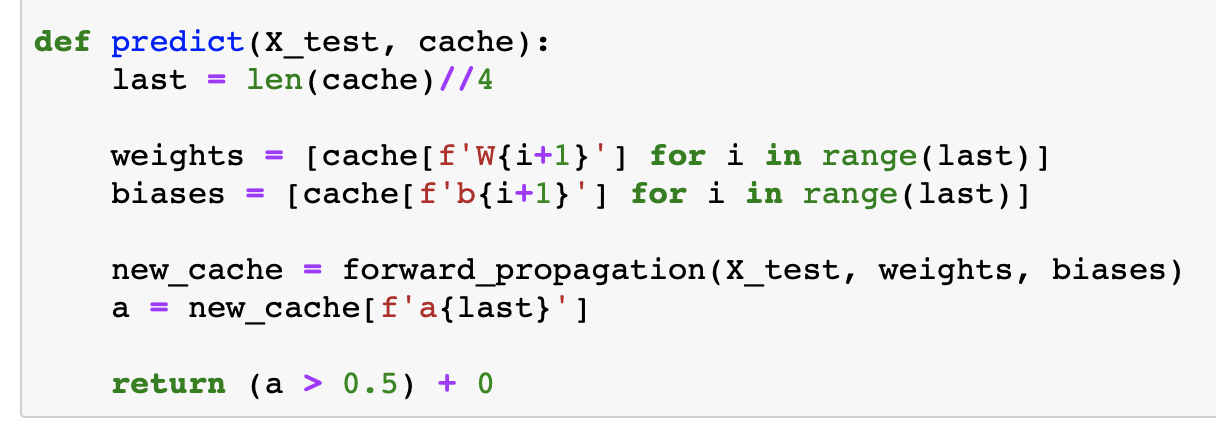 def predict(X_test, cache):
    last = len(cache)//4
    weights = [cache[f'W{i+1}'] for i in range(last)]
    biases = [cache[f'b{i+1}'] for i in range(last)]
    new_cache = forward_propagation(X_test, weights, biases)
    a = new_cache[f'a{last}']
    return (a > 0.5) + 0